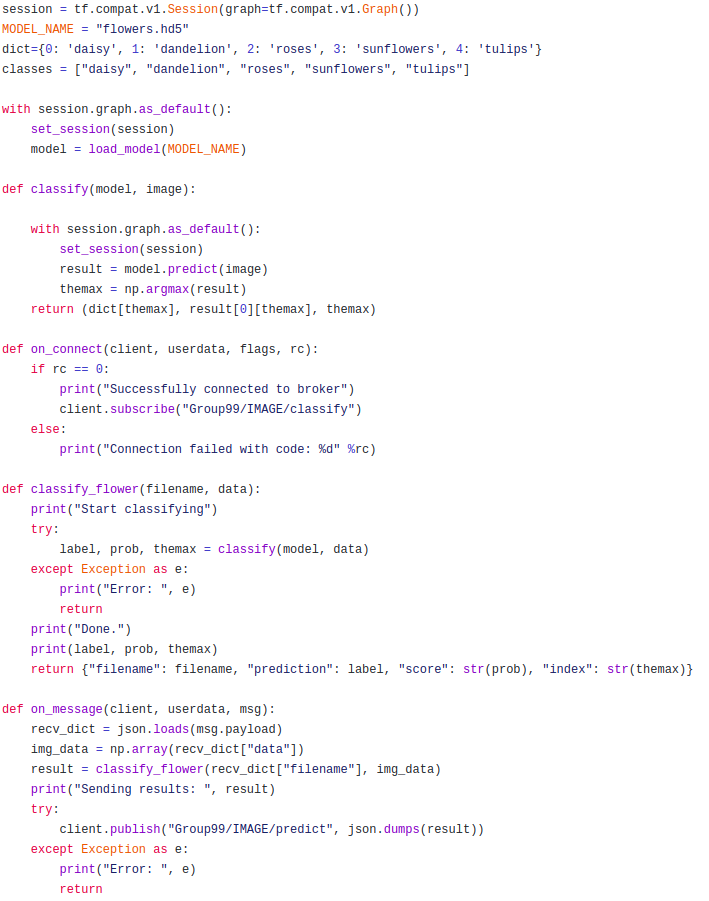 session = tf.compat.v1.Session(graph=tf.compat.v1.Graph())
MODEL_NAME = "flowers.hd5"
dict={0: 'daisy', 1: 'dandelion', 2: 'roses', 3: 'sunflowers', 4: 'tulips'}
classes = ["daisy", "dandelion", "roses", "sunflowers", "tulips"]

with session.graph.as_default():
    set_session(session)
    model = load_model(MODEL_NAME)

def classify(model, image):

    with session.graph.as_default():
        set_session(session)
        result = model.predict(image)
        themax = np.argmax(result)
    return (dict[themax], result[0][themax], themax)

def on_connect(client, userdata, flags, rc):
    if rc == 0:
        print("Successfully connected to broker")
        client.subscribe("Group99/IMAGE/classify")
    else:
        print("Connection failed with code: %d" %rc)

def classify_flower(filename, data):
    print("Start classifying")
    try:
        label, prob, themax = classify(model, data)
    except Exception as e:
        print("Error: ", e)
        return
    print("Done.")
    print(label, prob, themax)
    return {"filename": filename, "prediction": label, "score": str(prob), "index": str(themax)}

def on_message(client, userdata, msg):
    recv_dict = json.loads(msg.payload)
    img_data = np.array(recv_dict["data"])
    result = classify_flower(recv_dict["filename"], img_data)
    print("Sending results: ", result)
    try:
        client.publish("Group99/IMAGE/predict", json.dumps(result))
    except Exception as e:
        print("Error: ", e)
        return